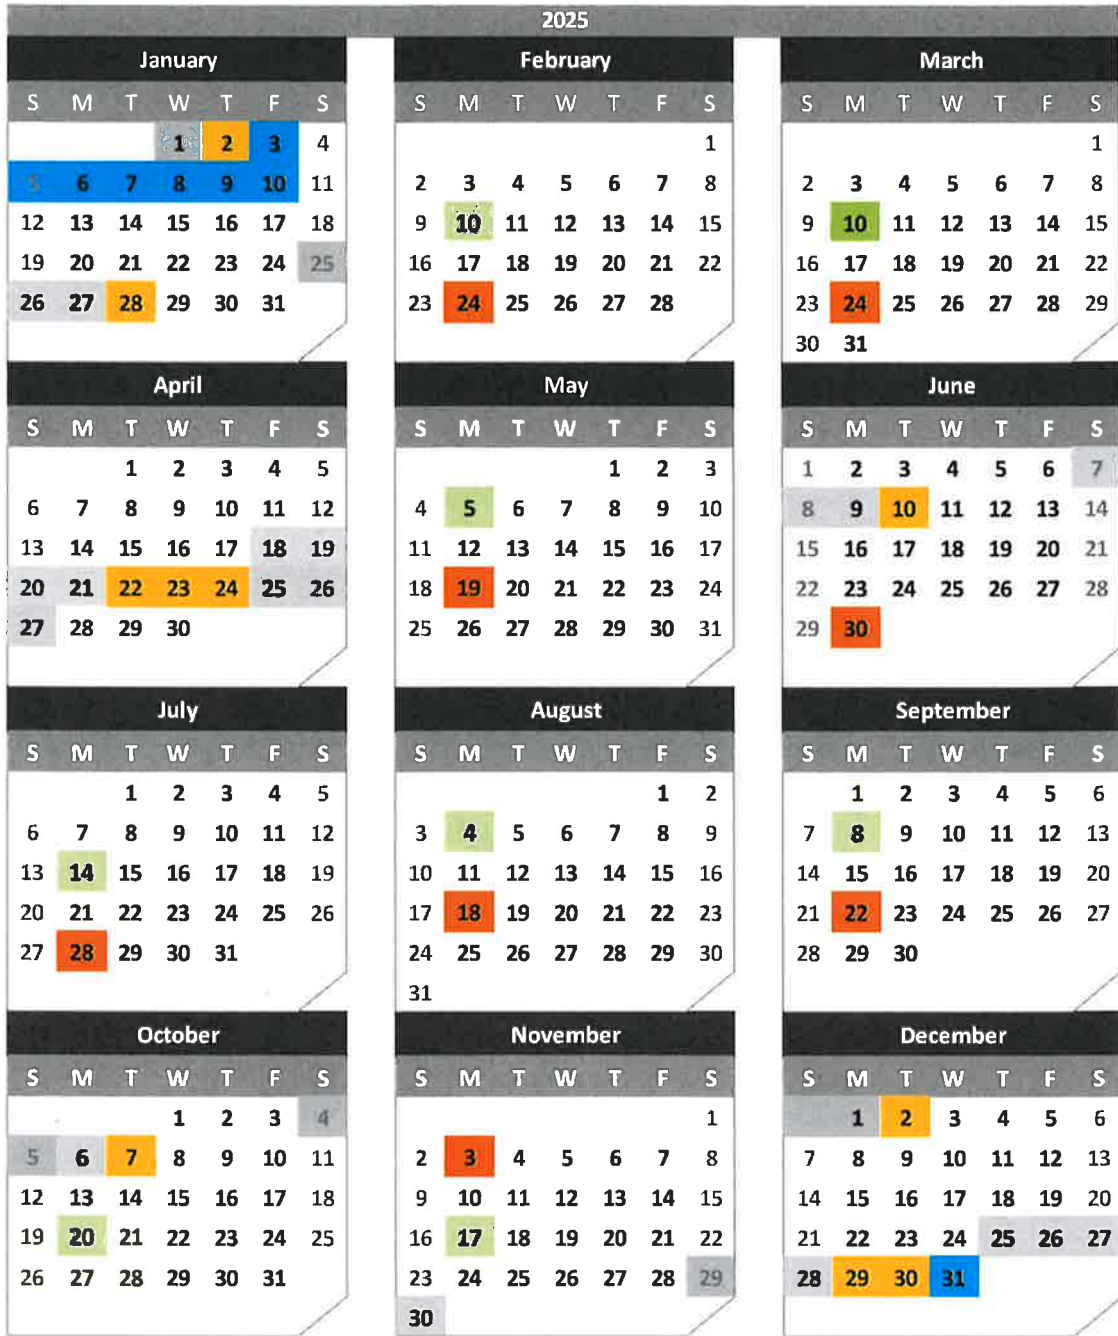 2025
January
S M T W T F S
1 2 3 4
5 6 7 8 9 10 11
12 13 14 15 16 17 18
19 20 21 22 23 24 25
26 27 28 29 30 31
February
S M T W T F S
1
2 3 4 5 6 7 8
9 10 11 12 13 14 15
16 17 18 19 20 21 22
23 24 25 26 27 28
March
S M T W T F S
1
2 3 4 5 6 7 8
9 10 11 12 13 14 15
16 17 18 19 20 21 22
23 24 25 26 27 28 29
30 31
April
S M T W T F S
1 2 3 4 5
6 7 8 9 10 11 12
13 14 15 16 17 18 19
20 21 22 23 24 25 26
27 28 29 30
May
S M T W T F S
1 2 3
4 5 6 7 8 9 10
11 12 13 14 15 16 17
18 19 20 21 22 23 24
25 26 27 28 29 30 31
June
S M T W T F S
1 2 3 4 5 6 7
8 9 10 11 12 13 14
15 16 17 18 19 20 21
22 23 24 25 26 27 28
29 30
July
S M T W T F S
1 2 3 4 5
6 7 8 9 10 11 12
13 14 15 16 17 18 19
20 21 22 23 24 25 26
27 28 29 30 31
August
S M T W T F S
1 2
3 4 5 6 7 8 9
10 11 12 13 14 15 16
17 18 19 20 21 22 23
24 25 26 27 28 29 30
31
September
S M T W T F S
1 2 3 4 5 6
7 8 9 10 11 12 13
14 15 16 17 18 19 20
21 22 23 24 25 26 27
28 29 30
October
S M T W T F S
1 2 3 4
5 6 7 8 9 10 11
12 13 14 15 16 17 18
19 20 21 22 23 24 25
26 27 28 29 30 31
November
S M T W T F S
1
2 3 4 5 6 7 8
9 10 11 12 13 14 15
16 17 18 19 20 21 22
23 24 25 26 27 28 29
30
December
S M T W T F S
1 2 3 4 5 6
7 8 9 10 11 12 13
14 15 16 17 18 19 20
21 22 23 24 25 26 27
28 29 30 31